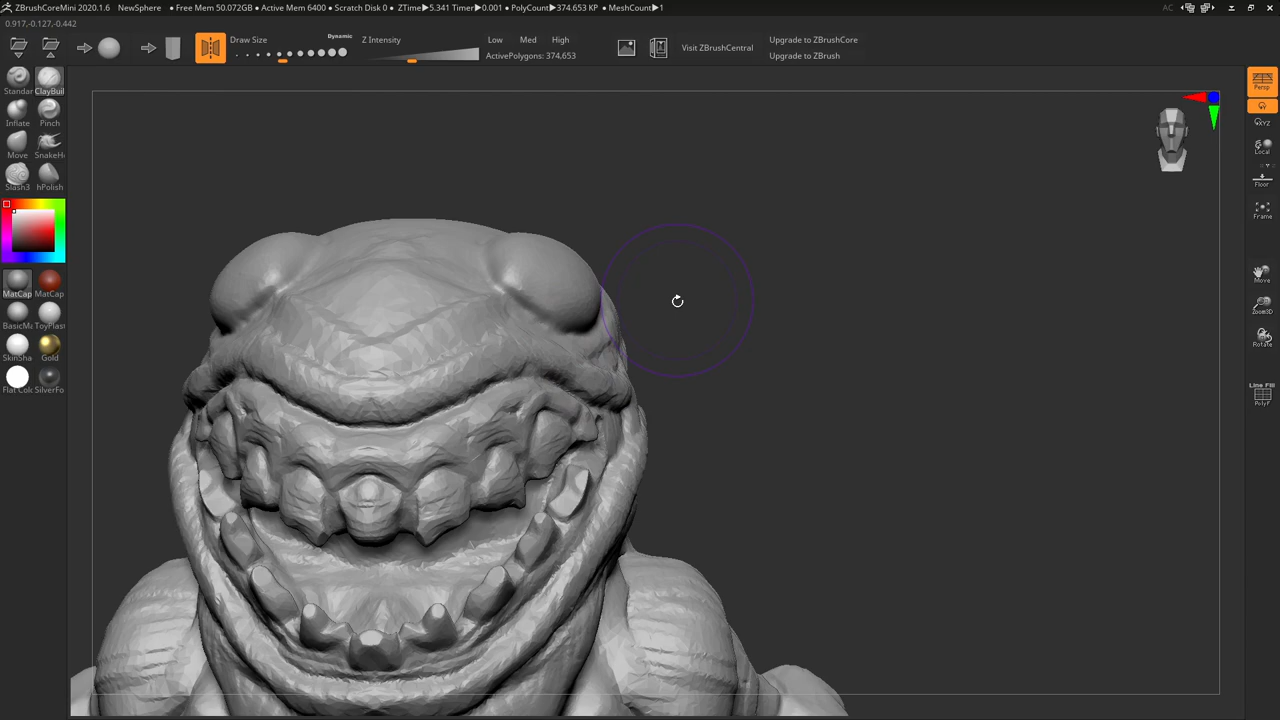 ZBrushCoreMini 2020.1.6 NewSphere • Free Mem 50.072GB • Active Mem 6400 • Scratch Disk 0 • ZTime▶5.341 Timer▶0.001 • PolyCount▶374.653 KP • MeshCount▶1
AC
0.917,-0.127,-0.442
Draw Size
Dynamic
Z Intensity
Low Med High
ActivePolygons: 374,653
Visit ZBrushCentral
Upgrade to ZBrushCore
Upgrade to ZBrush
Standar
ClayBuil
Inflate
Pinch
Move
SnakeH
Slash3
hPolish
MatCap
MatCap
BasicMa
ToyPlast
SkinSha
Gold
Flat Colo
SilverFo
Persp
XYZ
Local
Floor
Frame
Move
Zoom3D
Rotate
Line Fill
PolyF